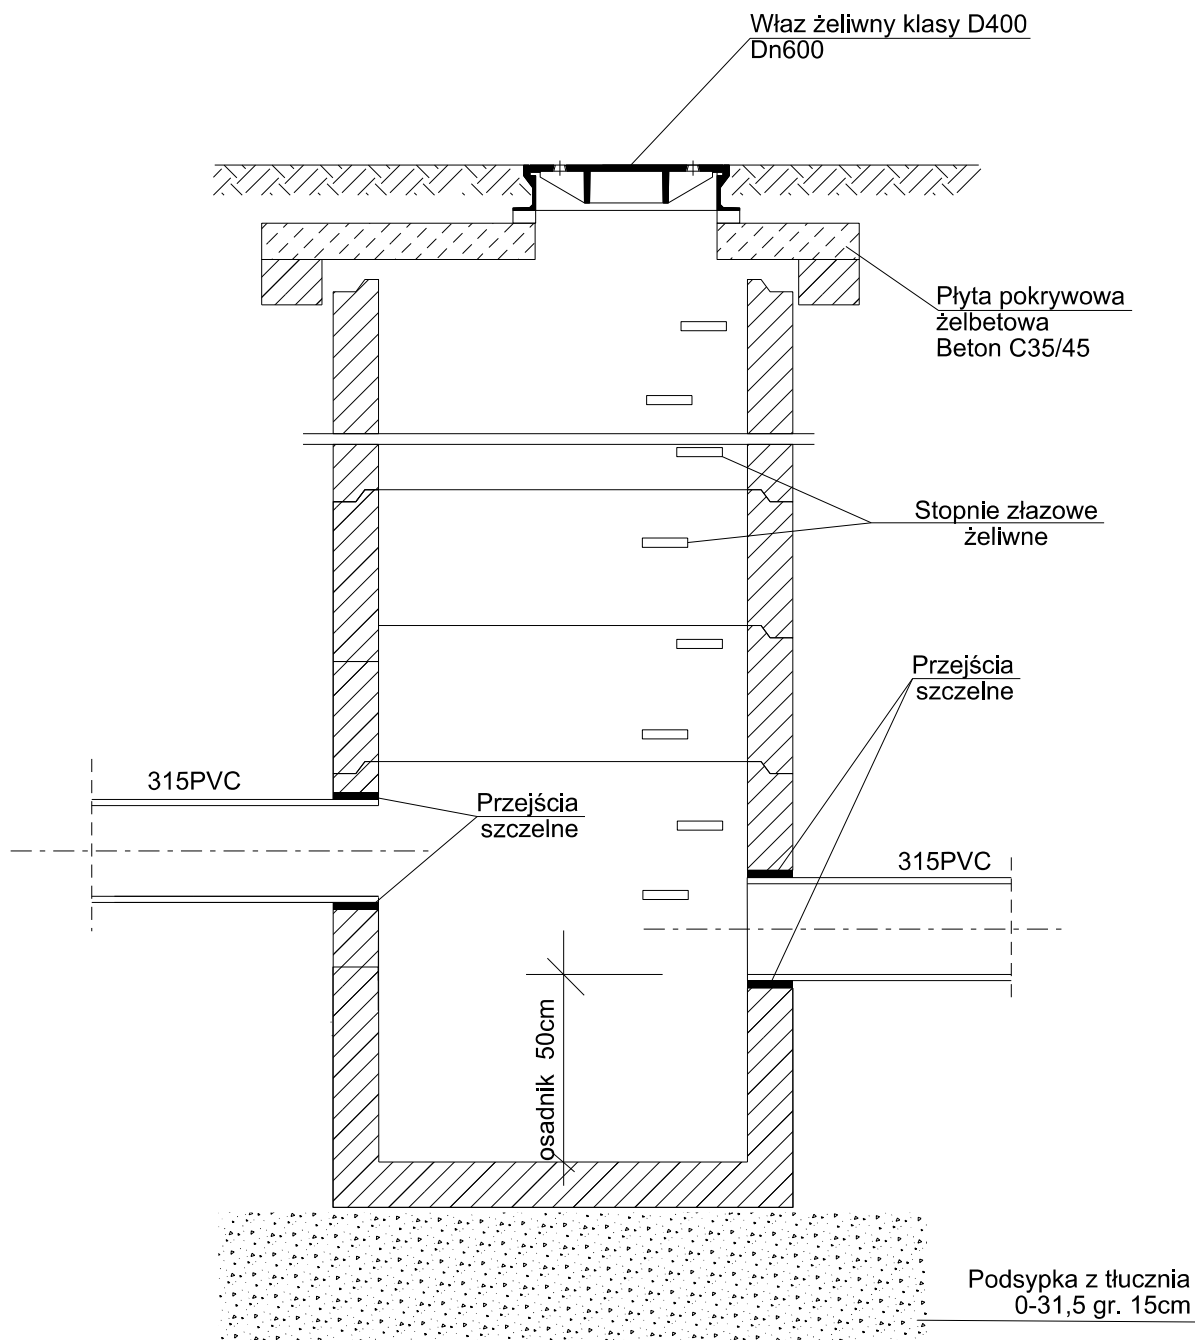 Właz żeliwny klasy D400
Dn600
Płyta pokrywowa
żelbetowa
Beton C35/45
Stopnie złazowe
żeliwne
Przejścia
szczelne
315PVC
Przejścia
szczelne
315PVC
osadnik 50cm
Podsypka z tłucznia
0-31,5 gr. 15cm